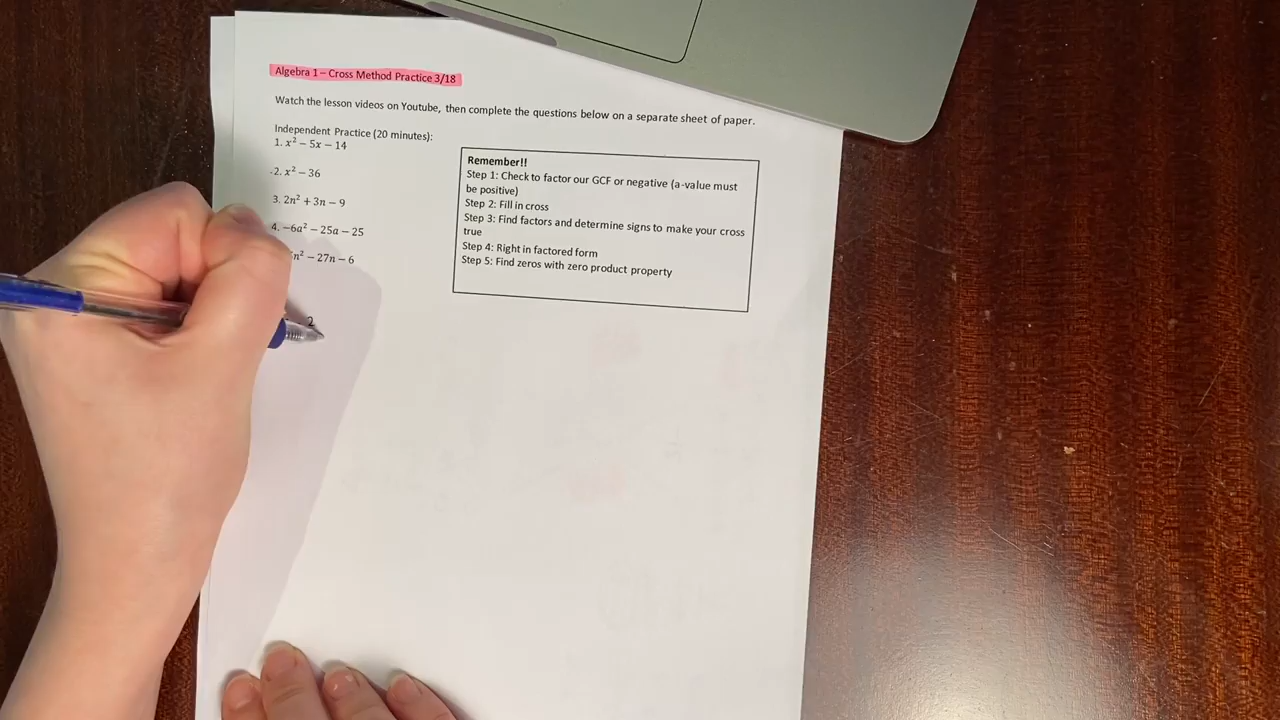 Algebra 1 – Cross Method Practice 3/18
Watch the lesson videos on Youtube, then complete the questions below on a separate sheet of paper.
Independent Practice (20 minutes):
1. x² − 5x − 14
2. x² − 36
3. 2n² + 3n − 9
4. −6a² − 25a − 25
n² − 27n − 6
2
Remember!!
Step 1: Check to factor our GCF or negative (a-value must
be positive)
Step 2: Fill in cross
Step 3: Find factors and determine signs to make your cross
true
Step 4: Right in factored form
Step 5: Find zeros with zero product property